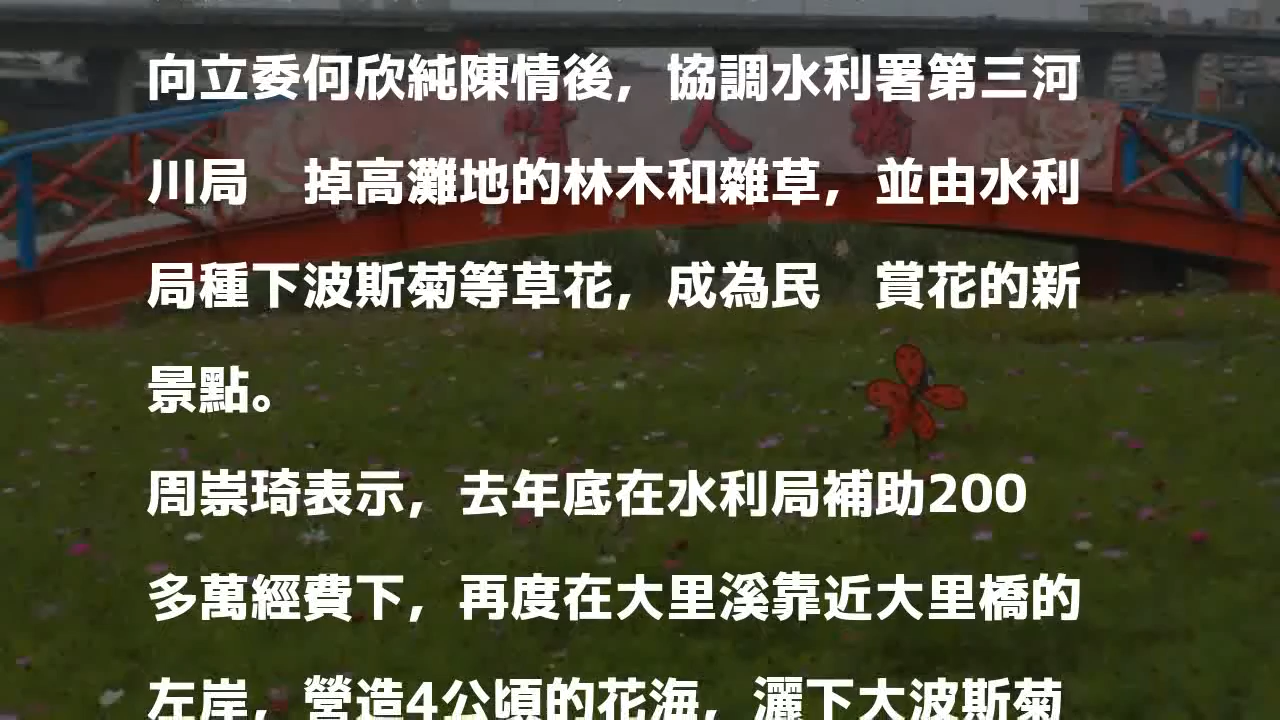 向立委何欣純陳情後，協調水利署第三河
情人橋
川局　掉高灘地的林木和雜草，並由水利
局種下波斯菊等草花，成為民　賞花的新
景點。
周崇琦表示，去年底在水利局補助200
多萬經費下，再度在大里溪靠近大里橋的
左岸，營造4公頃的花海，灑下大波斯菊